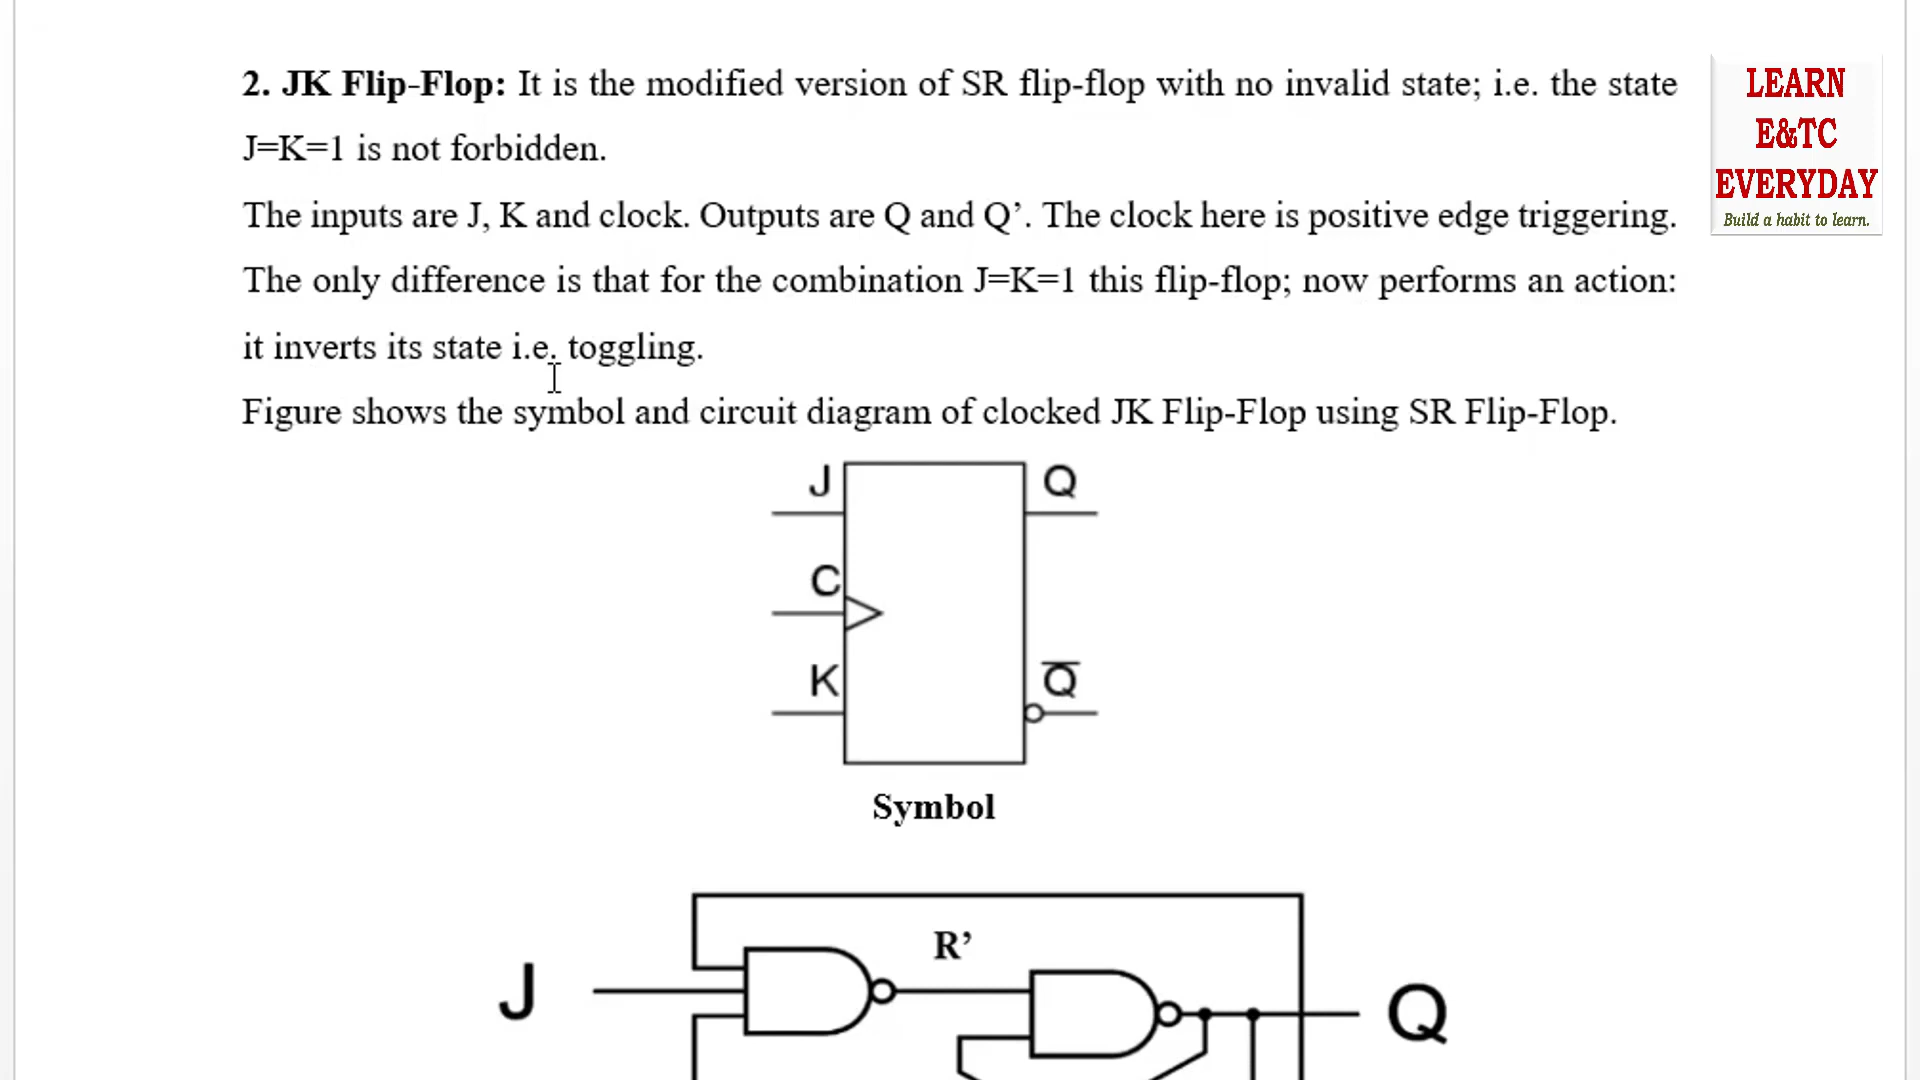 2. JK Flip-Flop: It is the modified version of SR flip-flop with no invalid state; i.e. the state
J=K=1 is not forbidden.
The inputs are J, K and clock. Outputs are Q and Q’. The clock here is positive edge triggering.
The only difference is that for the combination J=K=1 this flip-flop; now performs an action:
it inverts its state i.e. toggling.
Figure shows the symbol and circuit diagram of clocked JK Flip-Flop using SR Flip-Flop.
LEARN
E&TC
EVERYDAY
Build a habit to learn.
J
Q
C
K
Q̅
Symbol
R’
J
Q